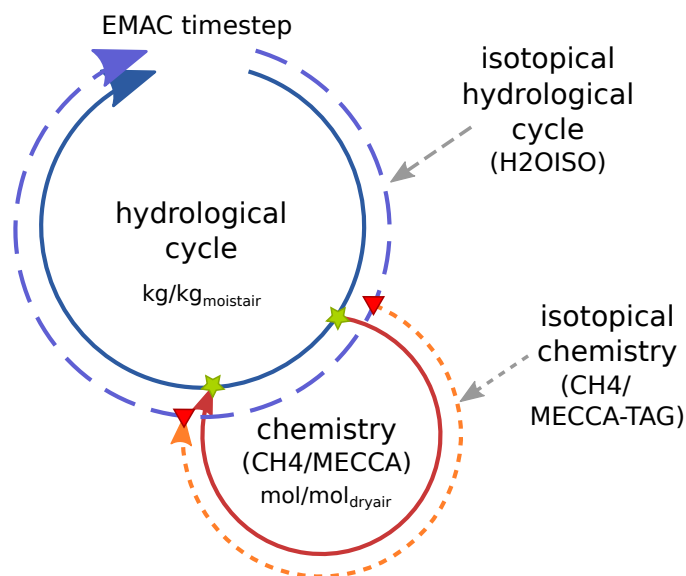 EMAC timestep
isotopical
hydrological
cycle
(H2OISO)
hydrological
cycle
kg/kgmoistair
isotopical
chemistry
(CH4/
MECCA-TAG)
chemistry
(CH4/MECCA)
mol/moldryair